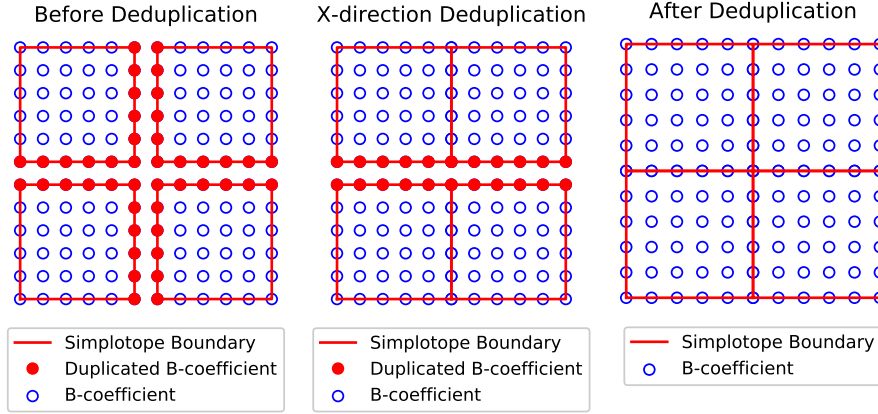 Before Deduplication
X-direction Deduplication
After Deduplication
Simplotope Boundary
Duplicated B-coefficient
B-coefficient
Simplotope Boundary
Duplicated B-coefficient
B-coefficient
Simplotope Boundary
B-coefficient